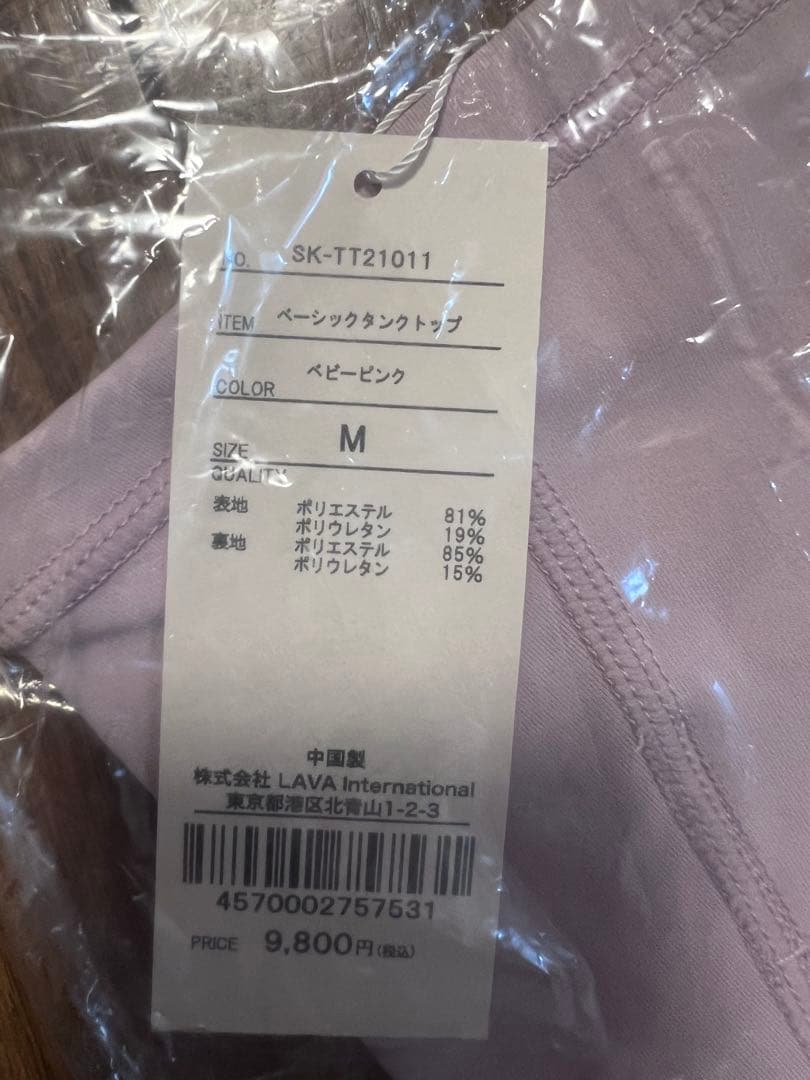 NO. SK-TT21011
ITEM ベーシックタンクトップ
COLOR ベビーピンク
SIZE M
QUALITY
表地 ポリエステル 81%
ポリウレタン 19%
裏地 ポリエステル 85%
ポリウレタン 15%
中国製
株式会社 LAVA International
東京都港区北青山1-2-3
4570002757531
PRICE 9,800円(税込)